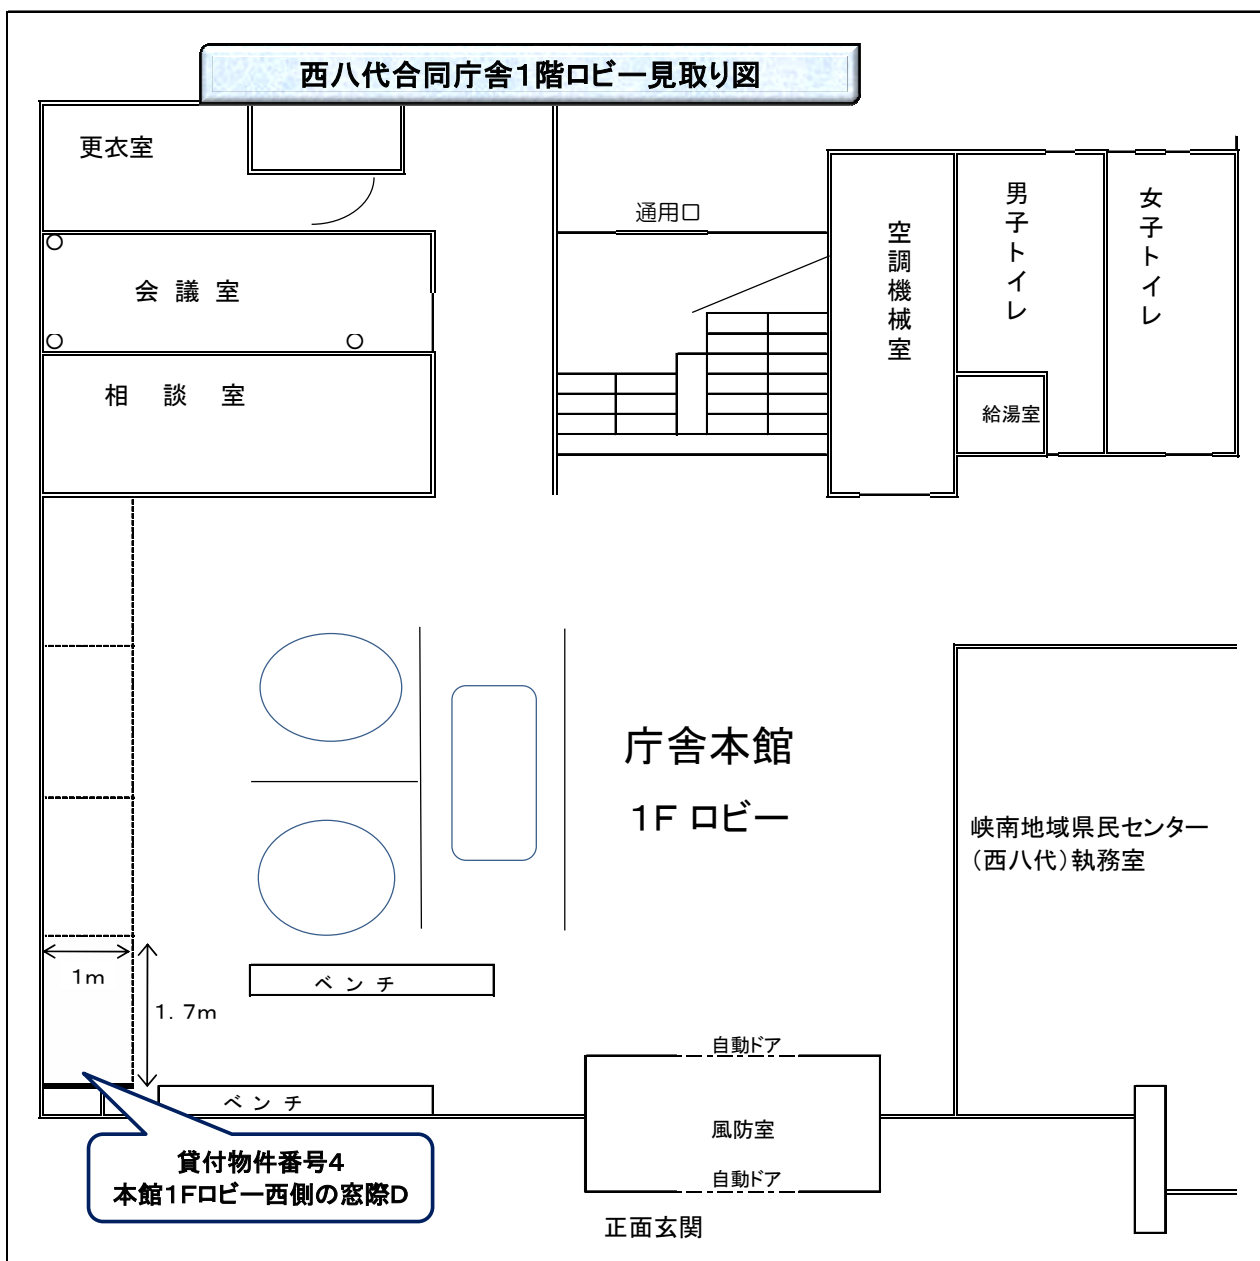 西八代合同庁舎1階ロビー見取り図
更衣室
通用口
男子トイレ
女子トイレ
空調機械室
会議室
相談室
給湯室
庁舎本館
1F ロビー
峡南地域県民センター
(西八代)執務室
1m
ベンチ
1.7m
自動ドア
ベンチ
風防室
貸付物件番号4
本館1Fロビー西側の窓際D
自動ドア
正面玄関